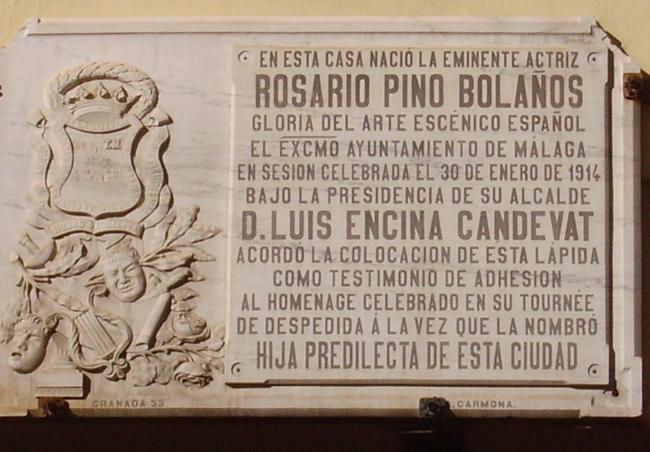 EN ESTA CASA NACIÓ LA EMINENTE ACTRIZ
ROSARIO PINO BOLAÑOS
GLORIA DEL ARTE ESCÉNICO ESPAÑOL
EL EXCMO AYUNTAMIENTO DE MÁLAGA
EN SESION CELEBRADA EL 30 DE ENERO DE 1914
BAJO LA PRESIDENCIA DE SU ALCALDE
D. LUIS ENCINA CANDEVAT
ACORDÓ LA COLOCACION DE ESTA LÁPIDA
COMO TESTIMONIO DE ADHESION
AL HOMENAGE CELEBRADO EN SU TOURNÉE
DE DESPEDIDA Á LA VEZ QUE LA NOMBRÓ
HIJA PREDILECTA DE ESTA CIUDAD
GRANADA 55
CARMONA.